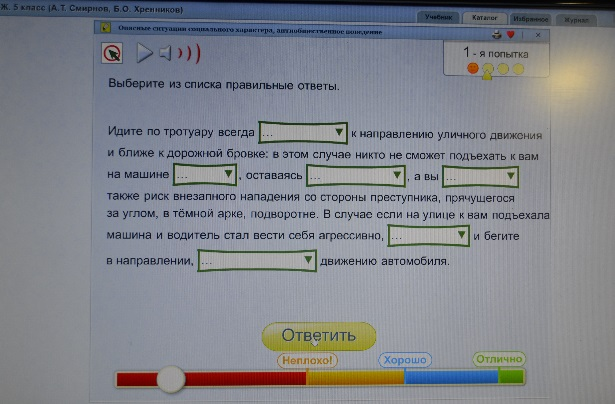 Ж. 5 класс (А.Т. Смирнов, Б.О. Хренников)
Учебник Каталог Избранное Журнал
Опасные ситуации социального характера, антиобщественное поведение
1 - я попытка
Выберите из списка правильные ответы.
Идите по тротуару всегда ... к направлению уличного движения
и ближе к дорожной бровке: в этом случае никто не сможет подъехать к вам
на машине ... , оставаясь ... , а вы ...
также риск внезапного нападения со стороны преступника, прячущегося
за углом, в тёмной арке, подворотне. В случае если на улице к вам подъехала
машина и водитель стал вести себя агрессивно, ... и бегите
в направлении, ... движению автомобиля.
Ответить
Неплохо! Хорошо Отлично